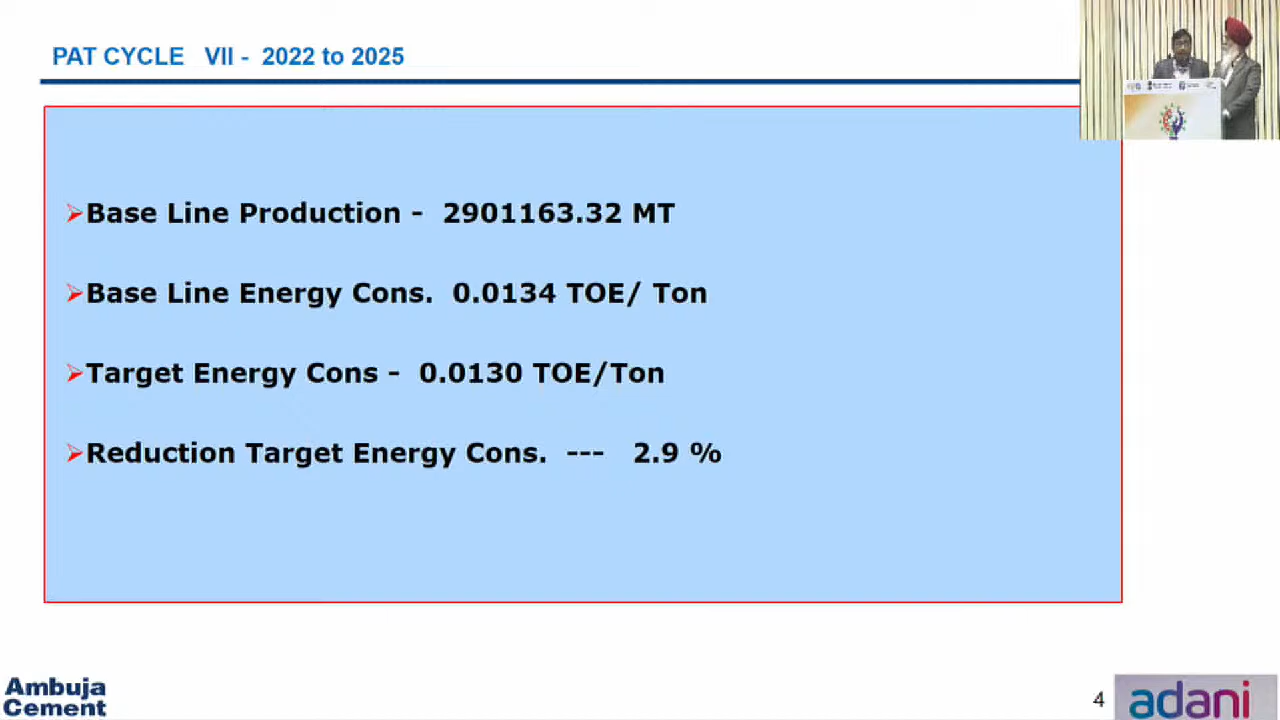 PAT CYCLE VII - 2022 to 2025
➢Base Line Production - 2901163.32 MT
➢Base Line Energy Cons. 0.0134 TOE/ Ton
➢Target Energy Cons - 0.0130 TOE/Ton
➢Reduction Target Energy Cons. --- 2.9 %
Ambuja
Cement
4
adani